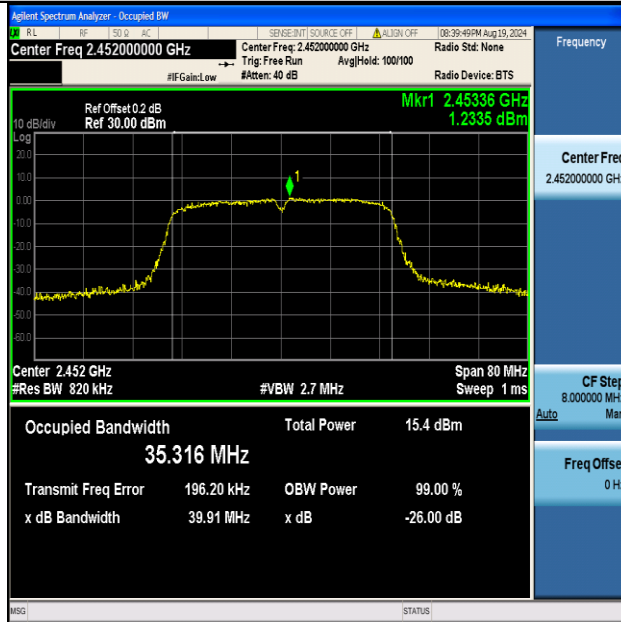 Agilent Spectrum Analyzer - Occupied BW
RL RF 50 Ω AC SENSE:INT SOURCE OFF ALIGN OFF 08:39:49PM Aug 19, 2024
Center Freq 2.452000000 GHz
Center Freq: 2.452000000 GHz
Radio Std: None
Trig: Free Run Avg|Hold: 100/100
#IFGain:Low
#Atten: 40 dB
Radio Device: BTS
Frequency
Mkr1 2.45336 GHz
1.2335 dBm
Ref Offset 0.2 dB
10 dB/div Ref 30.00 dBm
Log
20.0
10.0
0.00
-10.0
-20.0
-30.0
-40.0
-50.0
-60.0
1
Center Freq
2.452000000 GHz
Center 2.452 GHz
Span 80 MHz
#Res BW 820 kHz
#VBW 2.7 MHz
Sweep 1 ms
CF Step
8.000000 MHz
Auto Man
Occupied Bandwidth
Total Power 15.4 dBm
35.316 MHz
Transmit Freq Error 196.20 kHz OBW Power 99.00 %
x dB Bandwidth 39.91 MHz x dB -26.00 dB
Freq Offse
0 H
MSG
STATUS